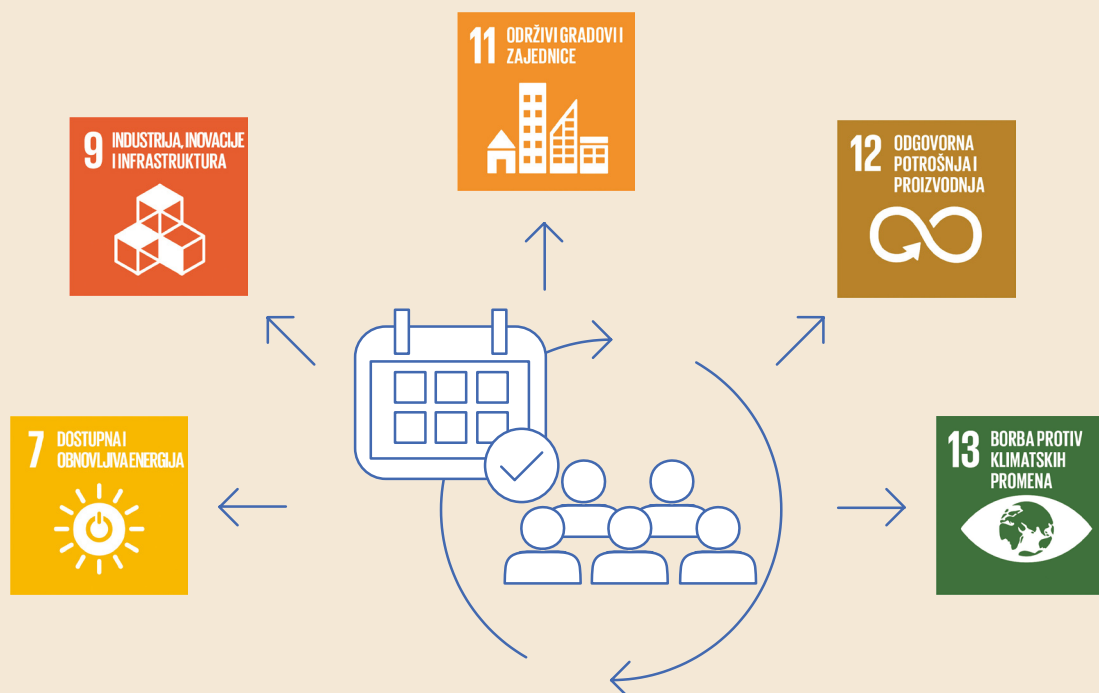 11 ODRŽIVI GRADOVI I
ZAJEDNICE
9 INDUSTRIJA, INOVACIJE
I INFRASTRUKTURA
12 ODGOVORNA
POTROŠNJA I
PROIZVODNJA
7 DOSTUPNA I
OBNOVLJIVA ENERGIJA
13 BORBA PROTIV
KLIMATSKIH
PROMENA